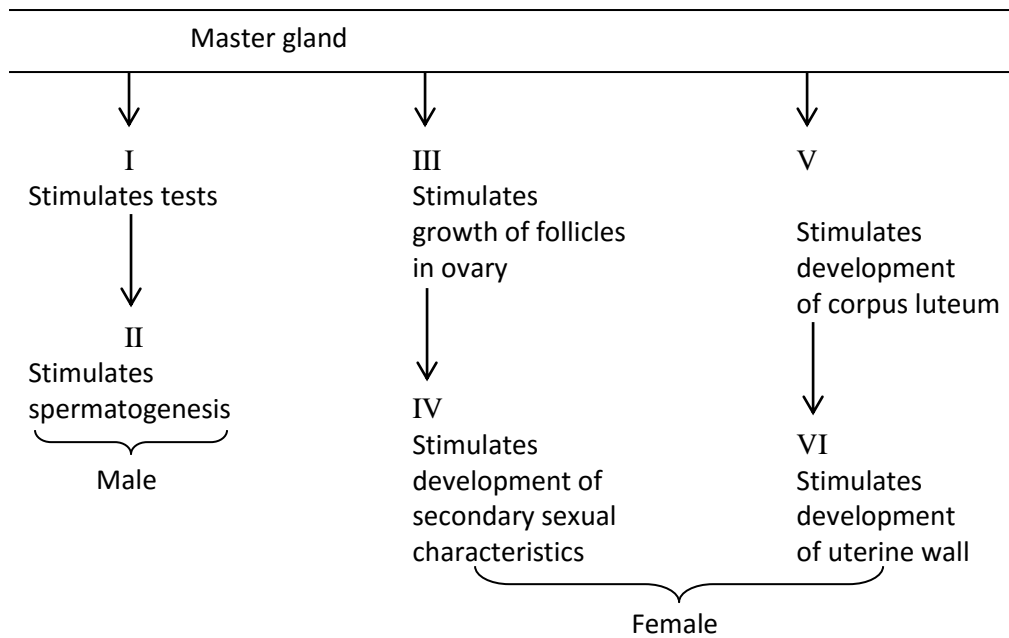 Master gland
I
Stimulates tests
II
Stimulates
spermatogenesis
Male
III
Stimulates
growth of follicles
in ovary
IV
Stimulates
development of
secondary sexual
characteristics
V
Stimulates
development
of corpus luteum
VI
Stimulates
development
of uterine wall
Female